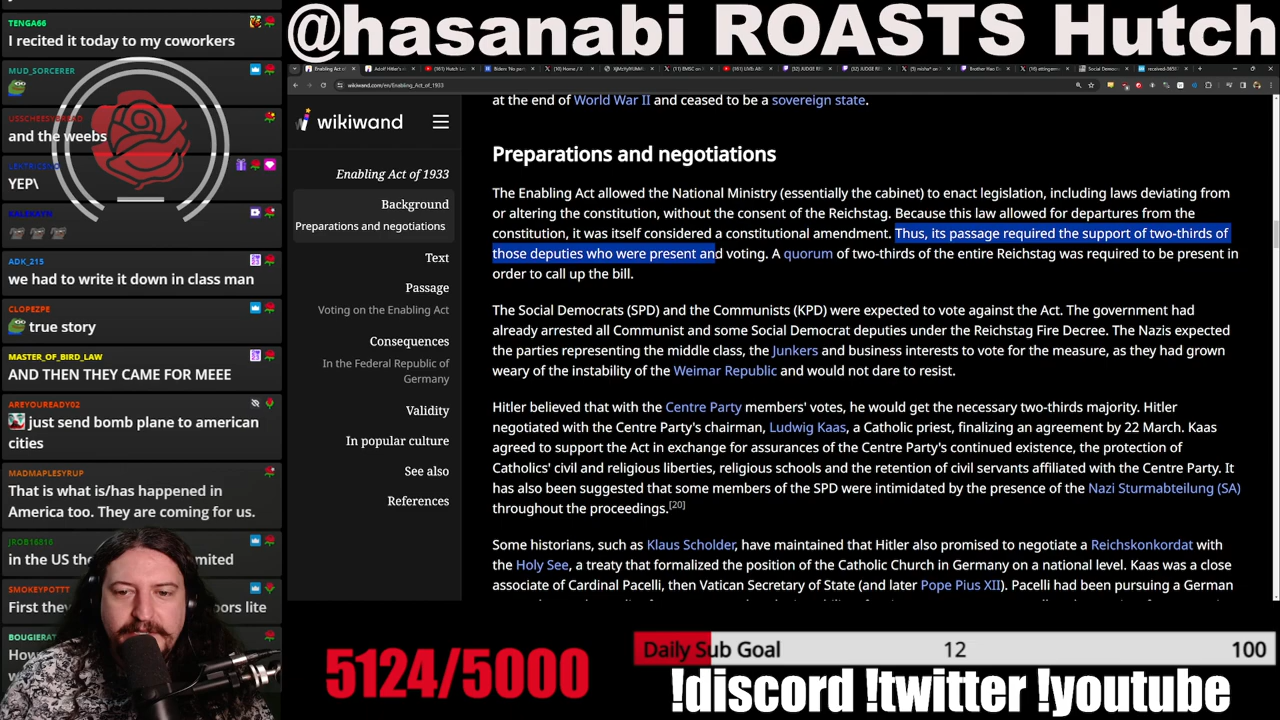 @hasanabi ROASTS Hutch
TENGA66
I recited it today to my coworkers
MUD_SORCERER
and the weebs
YEP\
ADK_215
we had to write it down in class man
CLOPEZPE
true story
MASTER_OF_BIRD_LAW
AND THEN THEY CAME FOR MEEE
AREYOUREADY02
just send bomb plane to american
cities
MADMAPLESYRUP
That is what is/has happened in
America too. They are coming for us.
JROB16816
in the US the
SMOKEYPOTTT
First they
lite
wikiwand.com/en/Enabling_Act_of_1933
wikiwand
Enabling Act of 1933
Background
Preparations and negotiations
Text
Passage
Voting on the Enabling Act
Consequences
In the Federal Republic of
Germany
Validity
In popular culture
See also
References
at the end of World War II and ceased to be a sovereign state.
Preparations and negotiations
The Enabling Act allowed the National Ministry (essentially the cabinet) to enact legislation, including laws deviating from
or altering the constitution, without the consent of the Reichstag. Because this law allowed for departures from the
constitution, it was itself considered a constitutional amendment. Thus, its passage required the support of two-thirds of
those deputies who were present and voting. A quorum of two-thirds of the entire Reichstag was required to be present in
order to call up the bill.
The Social Democrats (SPD) and the Communists (KPD) were expected to vote against the Act. The government had
already arrested all Communist and some Social Democrat deputies under the Reichstag Fire Decree. The Nazis expected
the parties representing the middle class, the Junkers and business interests to vote for the measure, as they had grown
weary of the instability of the Weimar Republic and would not dare to resist.
Hitler believed that with the Centre Party members' votes, he would get the necessary two-thirds majority. Hitler
negotiated with the Centre Party's chairman, Ludwig Kaas, a Catholic priest, finalizing an agreement by 22 March. Kaas
agreed to support the Act in exchange for assurances of the Centre Party's continued existence, the protection of
Catholics' civil and religious liberties, religious schools and the retention of civil servants affiliated with the Centre Party. It
has also been suggested that some members of the SPD were intimidated by the presence of the Nazi Sturmabteilung (SA)
throughout the proceedings.[20]
Some historians, such as Klaus Scholder, have maintained that Hitler also promised to negotiate a Reichskonkordat with
the Holy See, a treaty that formalized the position of the Catholic Church in Germany on a national level. Kaas was a close
associate of Cardinal Pacelli, then Vatican Secretary of State (and later Pope Pius XII). Pacelli had been pursuing a German
5124/5000
Daily Sub Goal 12 100
!discord !twitter !youtube